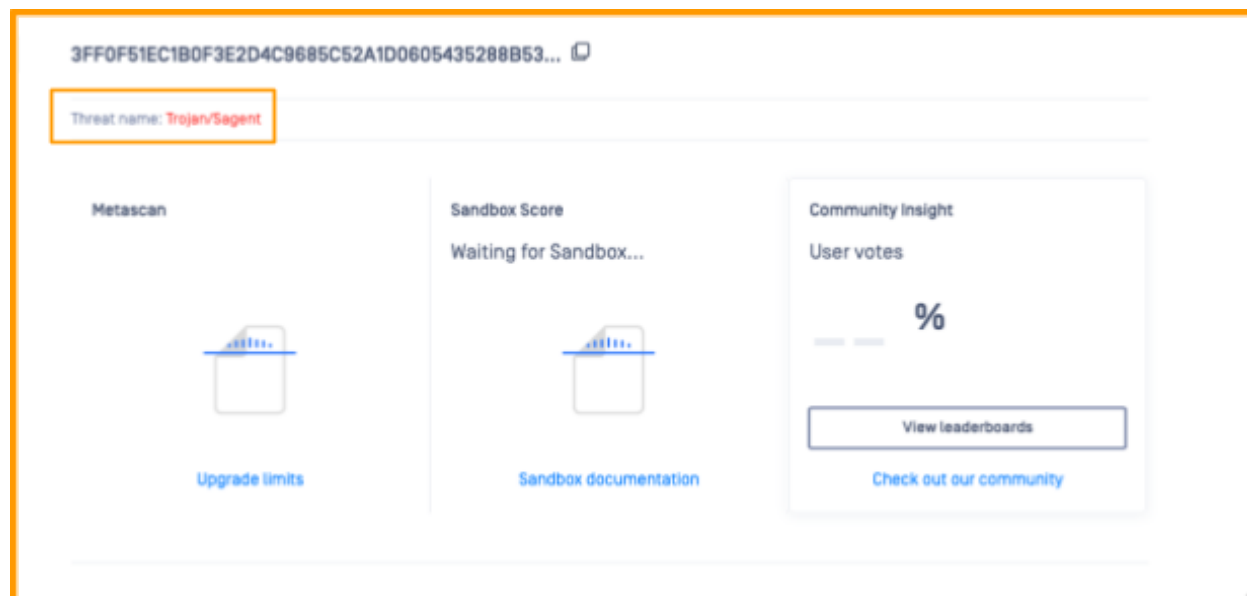 3FF0F51EC1B0F3E2D4C9685C52A1D0605435288B53...
Threat name: Trojan/Sagent
Metascan
Upgrade limits
Sandbox Score
Waiting for Sandbox...
Sandbox documentation
Community Insight
User votes
%
View leaderboards
Check out our community